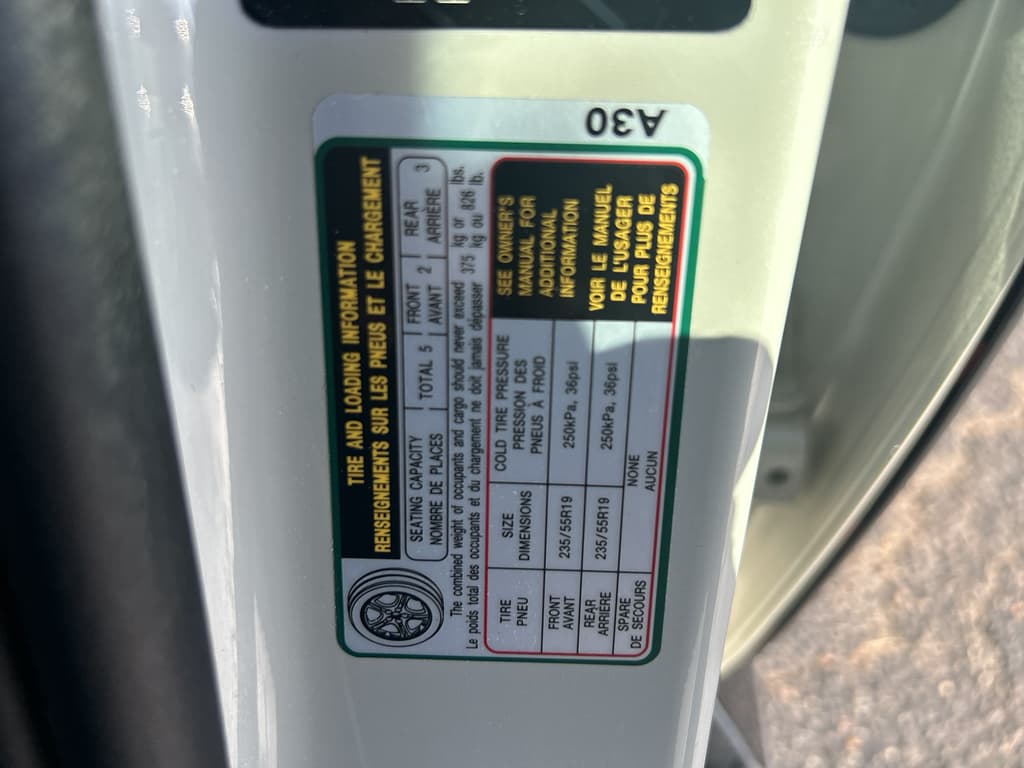 A30
TIRE AND LOADING INFORMATION
RENSEIGNEMENTS SUR LES PNEUS ET LE CHARGEMENT
SEATING CAPACITY TOTAL 5 FRONT 2 REAR 3
NOMBRE DE PLACES AVANT ARRIÈRE
The combined weight of occupants and cargo should never exceed 375 kg or 826 lbs.
Le poids total des occupants et du chargement ne doit jamais dépasser 375 kg ou 826 lb.
TIRE SIZE COLD TIRE PRESSURE
PNEU DIMENSIONS PRESSION DES
PNEUS À FROID
FRONT
AVANT 235/55R19 250kPa, 36psi
REAR
ARRIÈRE 235/55R19 250kPa, 36psi
SPARE NONE
DE SECOURS AUCUN
SEE OWNER'S
MANUAL FOR
ADDITIONAL
INFORMATION
VOIR LE MANUEL
DE L'USAGER
POUR PLUS DE
RENSEIGNEMENTS